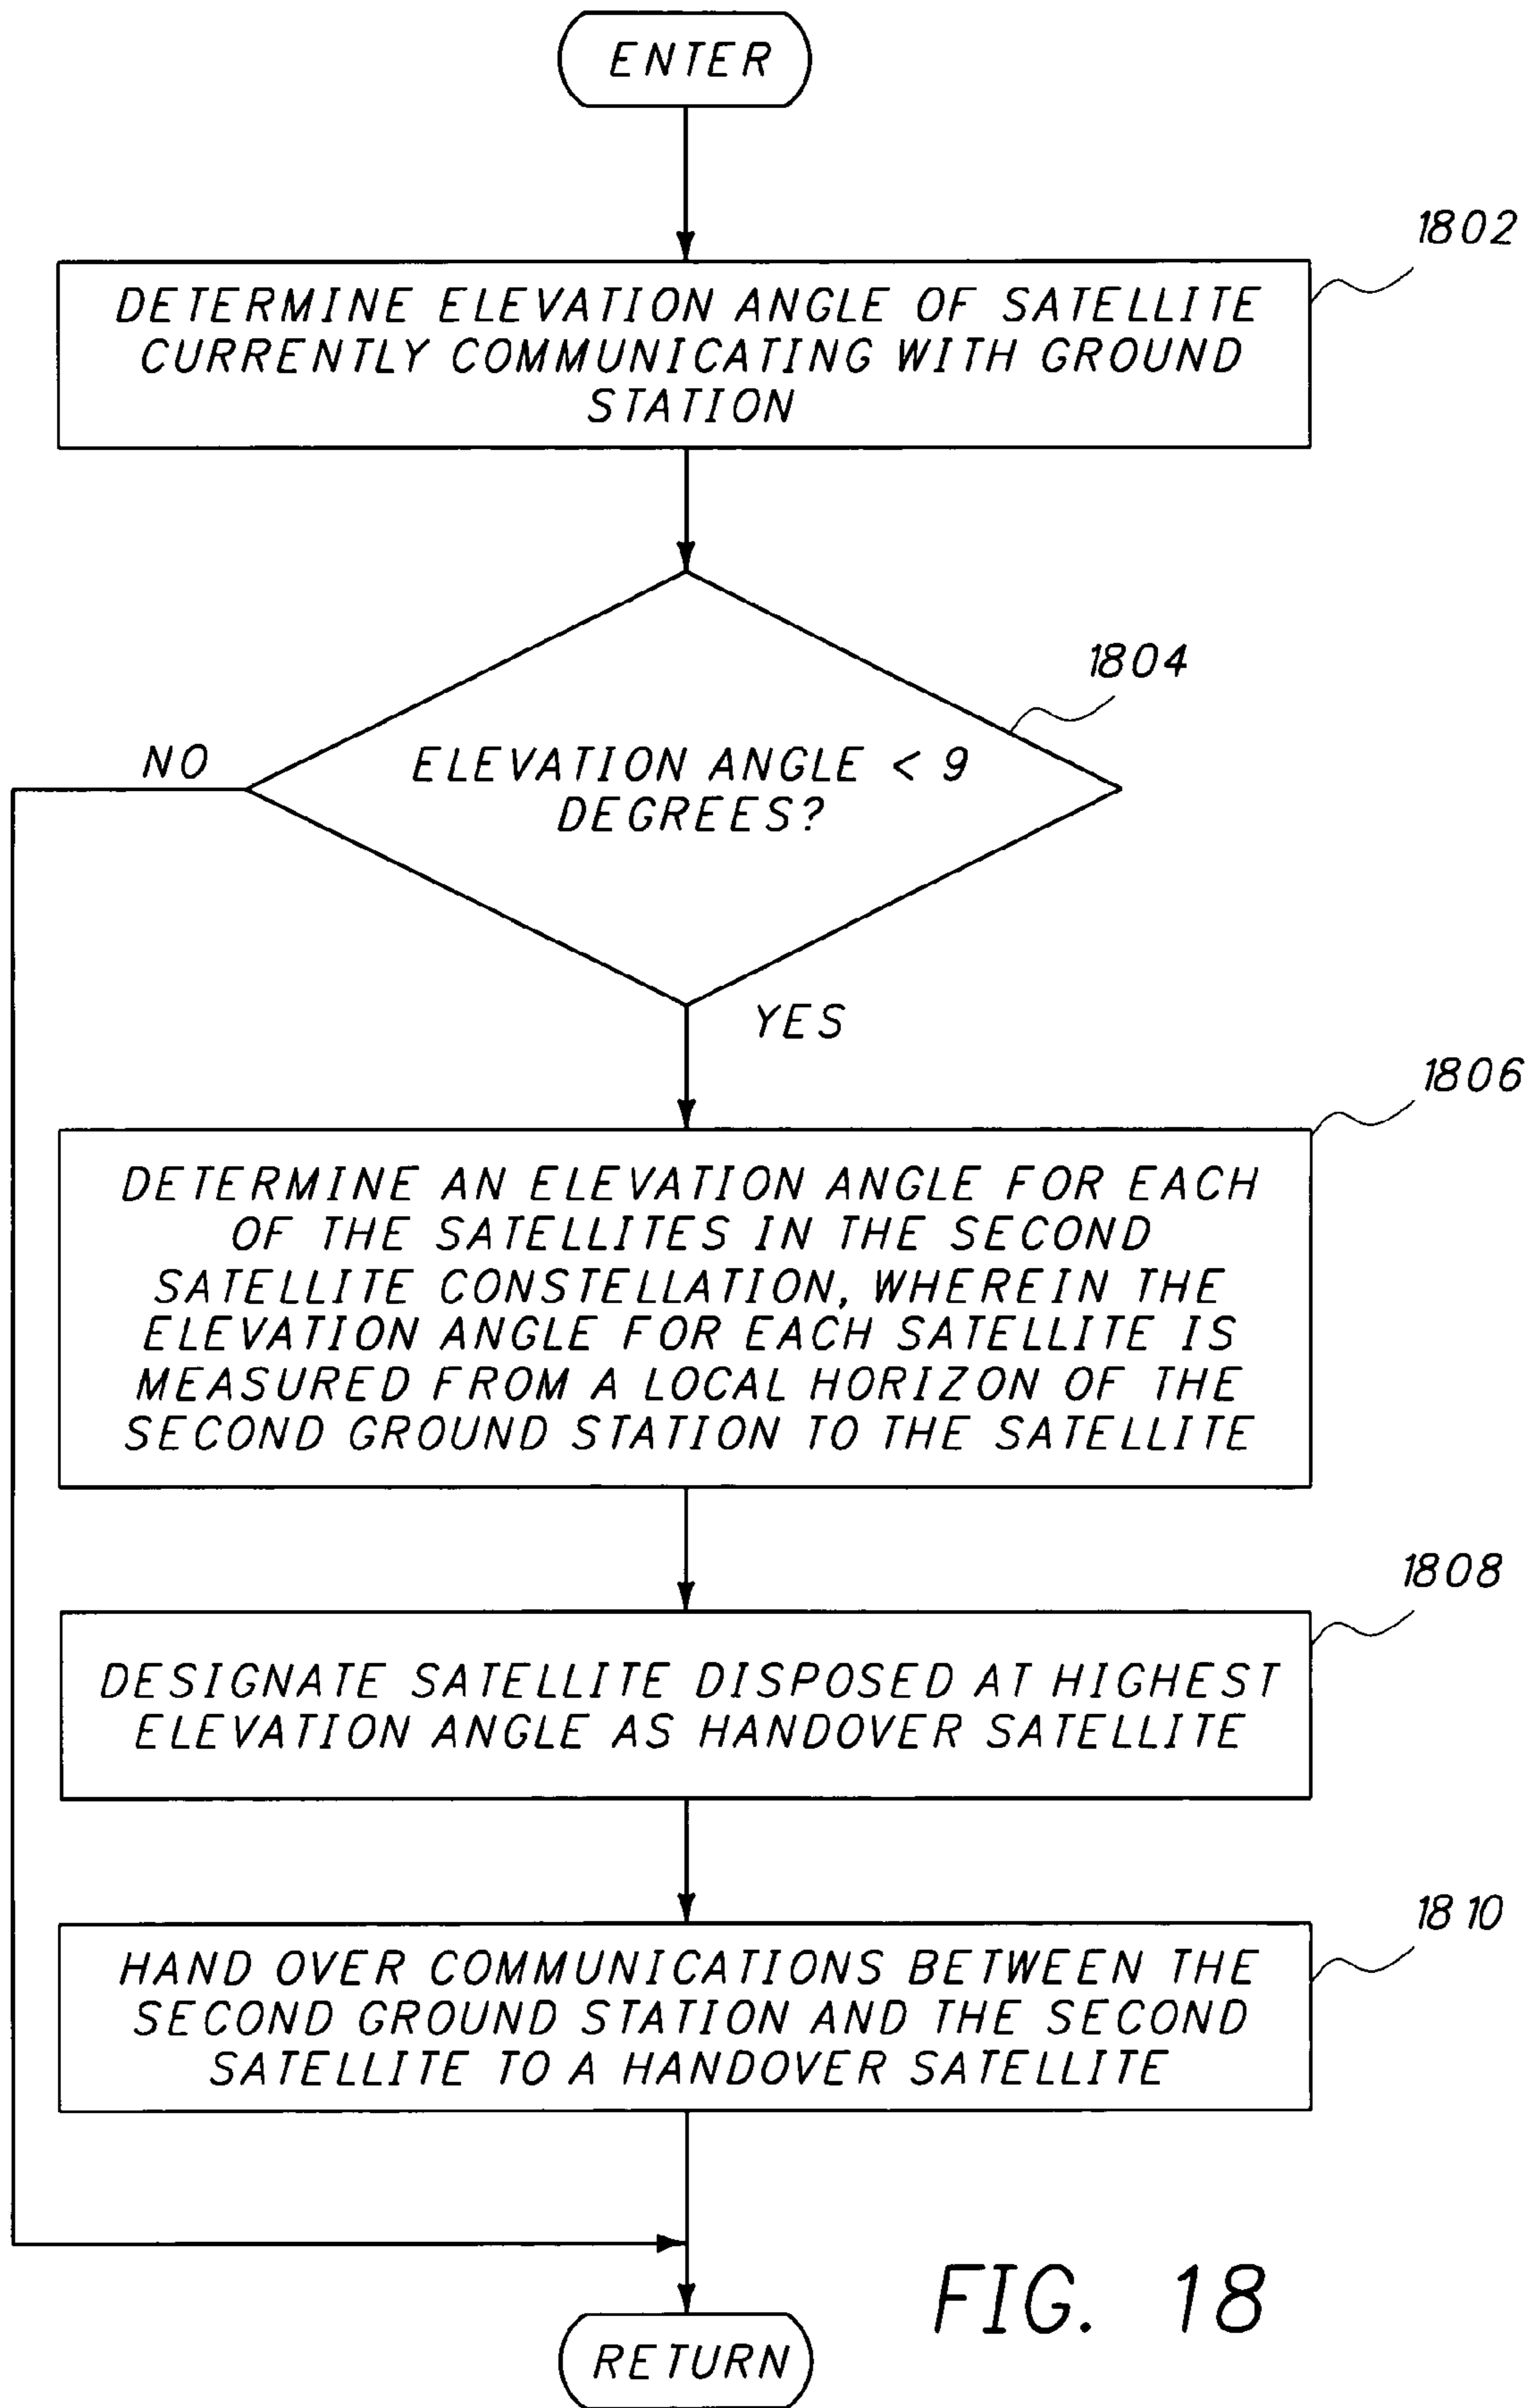 ENTER
1802
DETERMINE ELEVATION ANGLE OF SATELLITE
CURRENTLY COMMUNICATING WITH GROUND
STATION
1804
NO
ELEVATION ANGLE < 9
DEGREES?
YES
1806
DETERMINE AN ELEVATION ANGLE FOR EACH
OF THE SATELLITES IN THE SECOND
SATELLITE CONSTELLATION, WHEREIN THE
ELEVATION ANGLE FOR EACH SATELLITE IS
MEASURED FROM A LOCAL HORIZON OF THE
SECOND GROUND STATION TO THE SATELLITE
1808
DESIGNATE SATELLITE DISPOSED AT HIGHEST
ELEVATION ANGLE AS HANDOVER SATELLITE
1810
HAND OVER COMMUNICATIONS BETWEEN THE
SECOND GROUND STATION AND THE SECOND
SATELLITE TO A HANDOVER SATELLITE
FIG. 18
RETURN